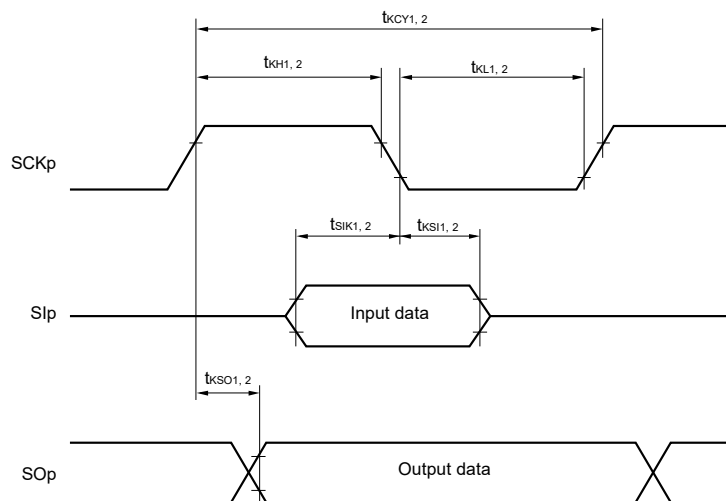 tKCY1, 2
tKH1, 2
tKL1, 2
SCKp
tSIK1, 2
tKSI1, 2
SIp
Input data
tKSO1, 2
SOp
Output data